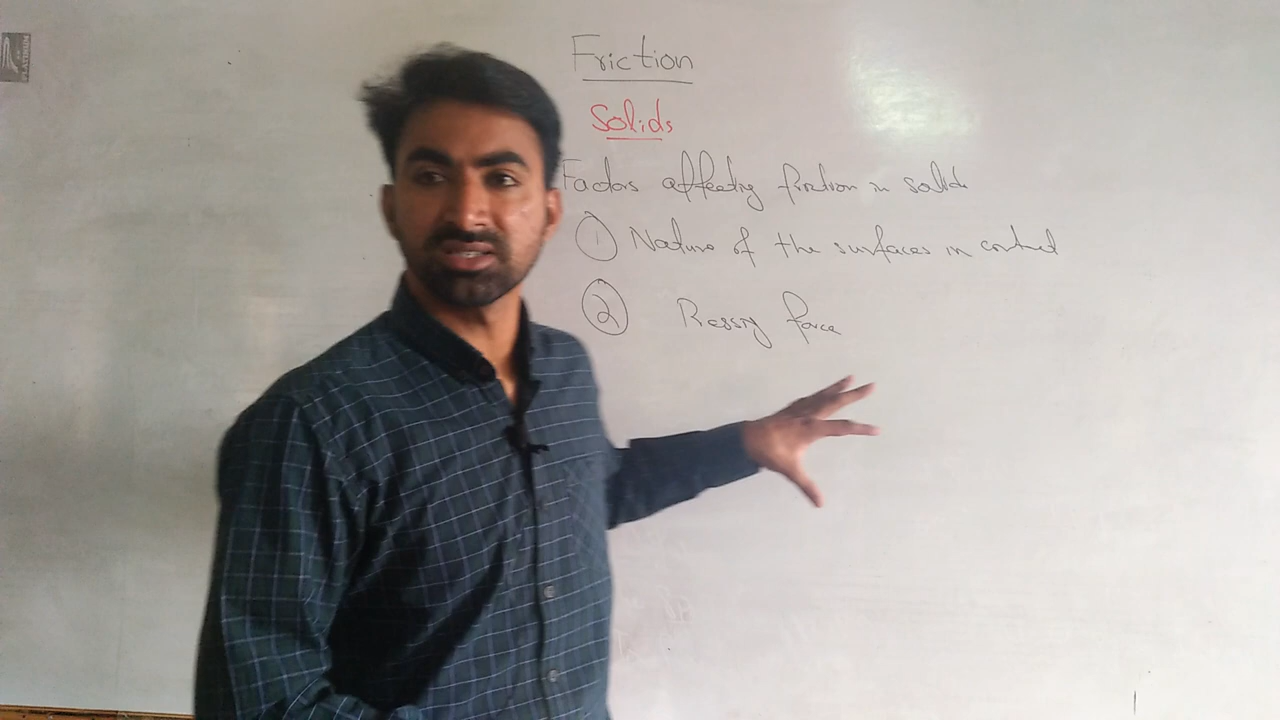 Friction
Solids
Factors affecting friction in solids
① Nature of the surfaces in contact
② Pressing force